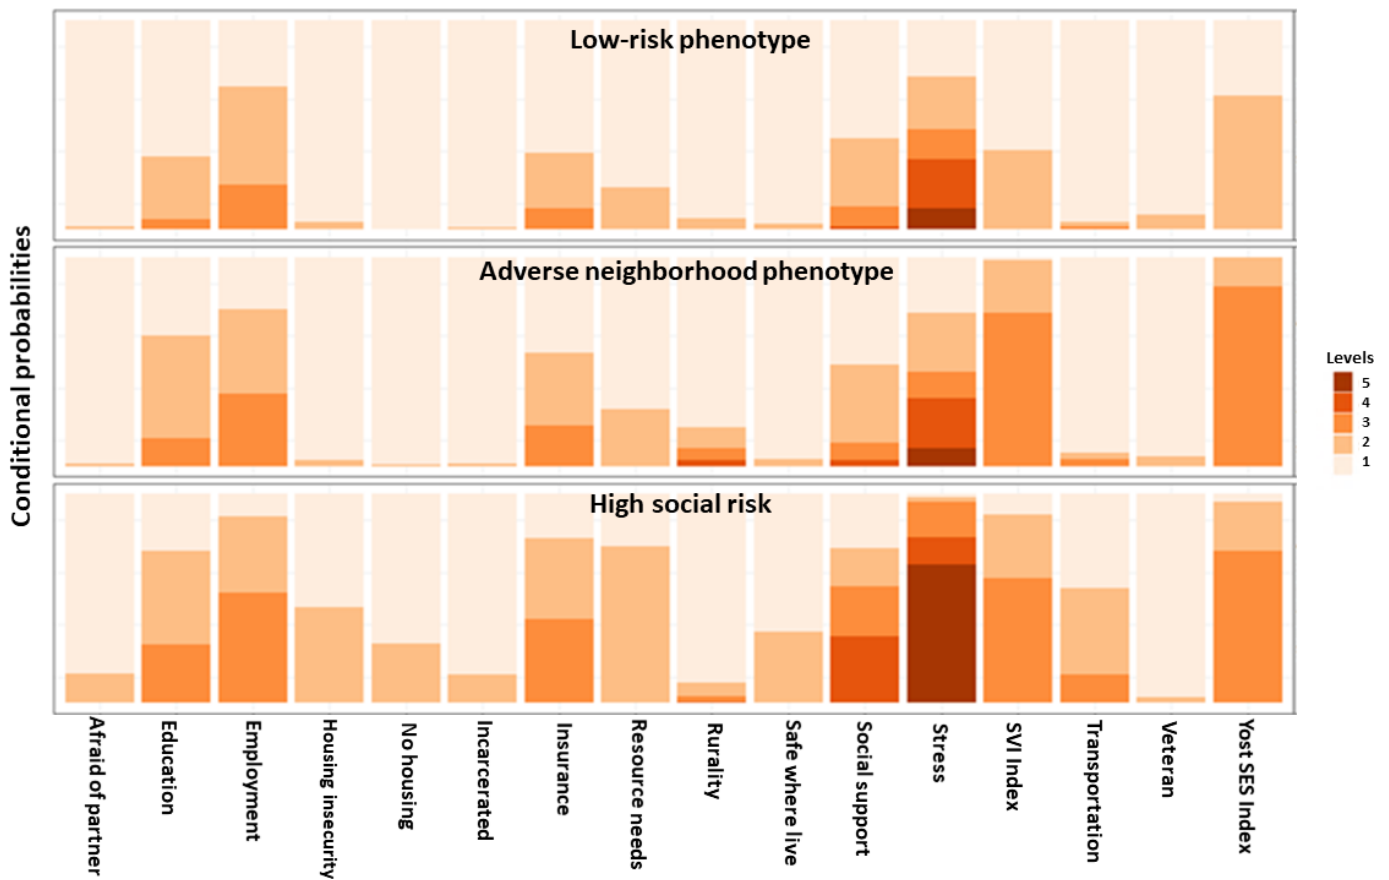 Low-risk phenotype
Adverse neighborhood phenotype
High social risk
Conditional probabilities
Levels
5
4
3
2
1
Afraid of partner
Education
Employment
Housing insecurity
No housing
Incarcerated
Insurance
Resource needs
Rurality
Safe where live
Social support
Stress
SVI Index
Transportation
Veteran
Yost SES Index